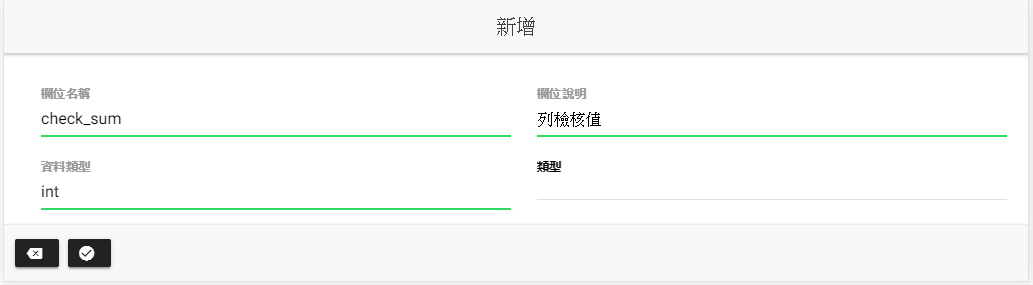 新增
欄位名稱
欄位說明
check_sum
列檢核值
資料類型
類型
int